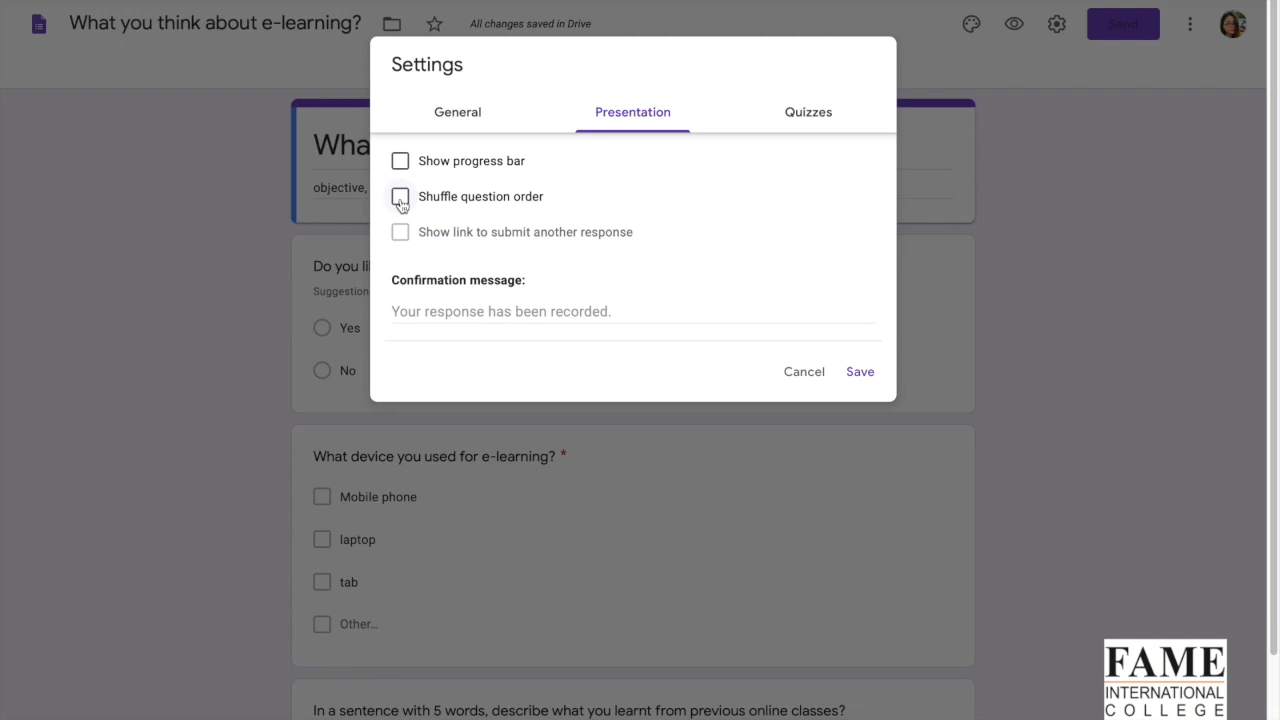 What you think about e-learning?
All changes saved in Drive
Send
Settings
General
Presentation
Quizzes
Wha
objective,
Show progress bar
Shuffle question order
Show link to submit another response
Confirmation message:
Your response has been recorded.
Cancel
Save
Do you li
Suggestion
Yes
No
What device you used for e-learning? *
Mobile phone
laptop
tab
Other...
In a sentence with 5 words, describe what you learnt from previous online classes?
FAME
INTERNATIONAL
COLLEGE